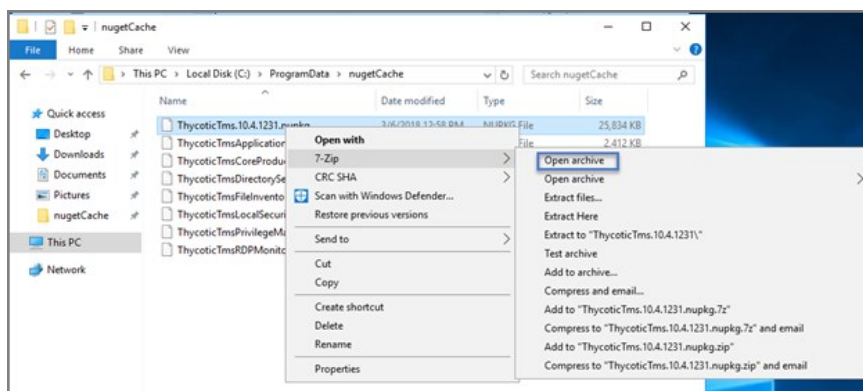 nugetCache
File Home Share View
This PC > Local Disk (C:) > ProgramData > nugetCache
Search nugetCache
Quick access
Desktop
Downloads
Documents
Pictures
nugetCache
This PC
Network
Name Date modified Type Size
ThycoticTms.10.4.1231.nupkg 3/6/2018 12:58 PM NUPKG File 25,834 KB
ThycoticTmsApplication File 2,412 KB
ThycoticTmsCoreProdu
ThycoticTmsDirectorySe
ThycoticTmsFileInvento
ThycoticTmsLocalSecuri
ThycoticTmsPrivilegeMa
ThycoticTmsRDPMonito
Open with
7-Zip
CRC SHA
Scan with Windows Defender...
Restore previous versions
Send to
Cut
Copy
Create shortcut
Delete
Rename
Properties
Open archive
Open archive
Extract files...
Extract Here
Extract to "ThycoticTms.10.4.1231\"
Test archive
Add to archive...
Compress and email...
Add to "ThycoticTms.10.4.1231.nupkg.7z"
Compress to "ThycoticTms.10.4.1231.nupkg.7z" and email
Add to "ThycoticTms.10.4.1231.nupkg.zip"
Compress to "ThycoticTms.10.4.1231.nupkg.zip" and email